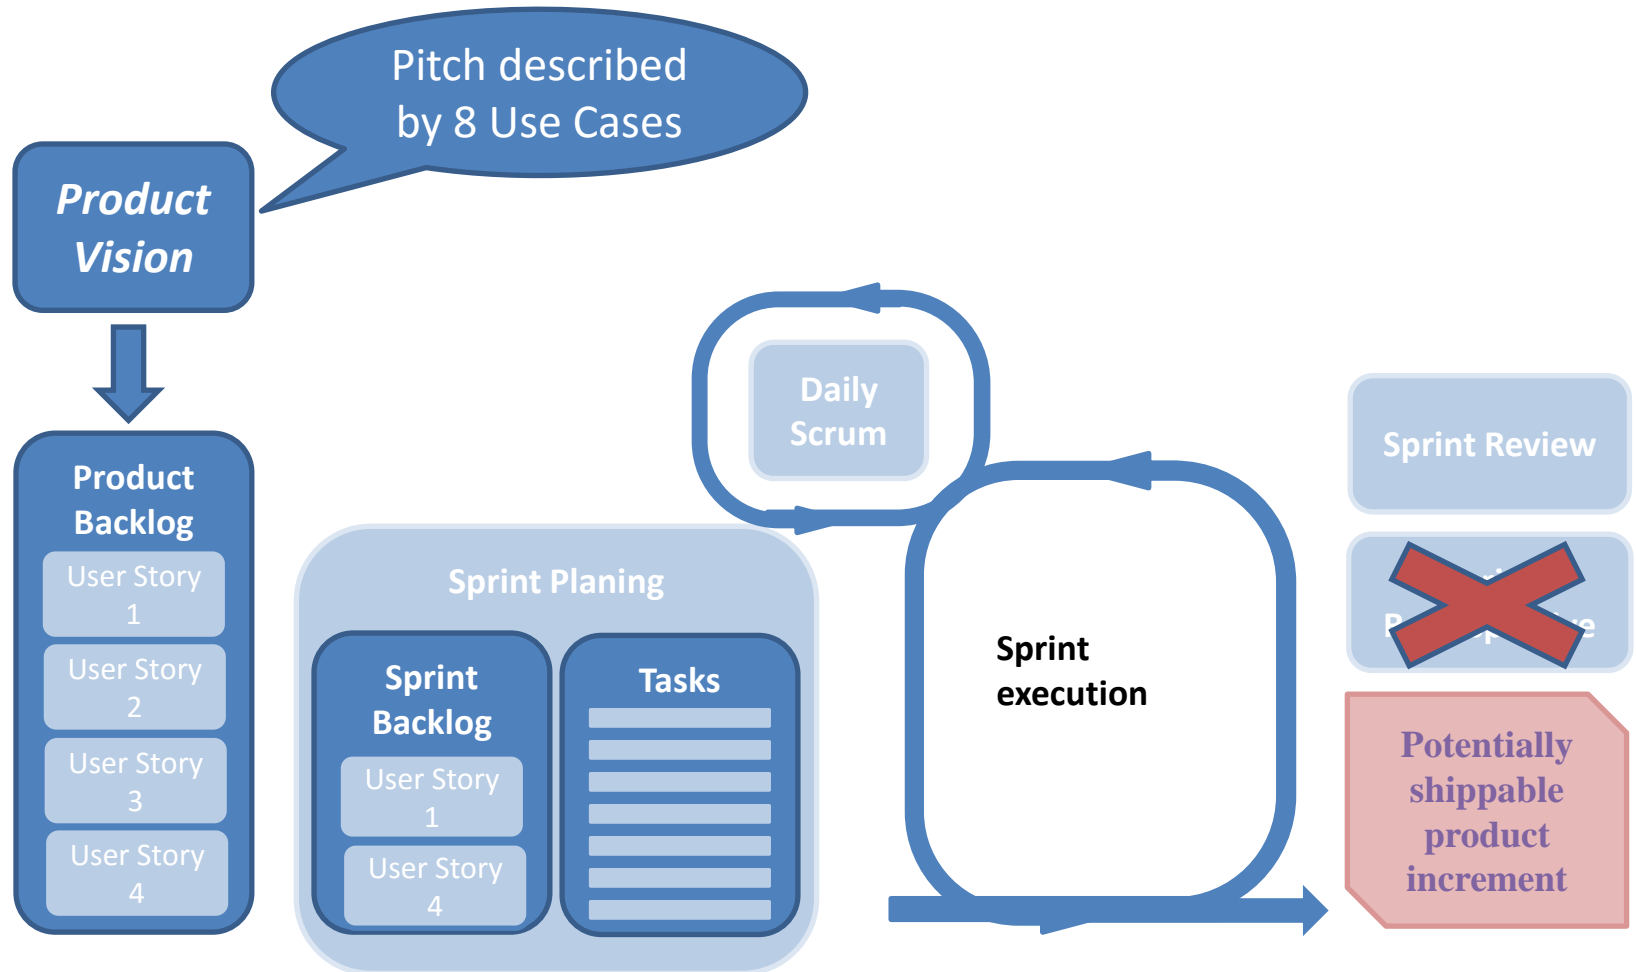 Pitch described
by 8 Use Cases
Product
Vision
Product
Backlog
User Story
1
User Story
2
User Story
3
User Story
4
Sprint Planing
Sprint
Backlog
User Story
1
User Story
4
Tasks
Daily
Scrum
Sprint
execution
Sprint Review
Potentially
shippable
product
increment